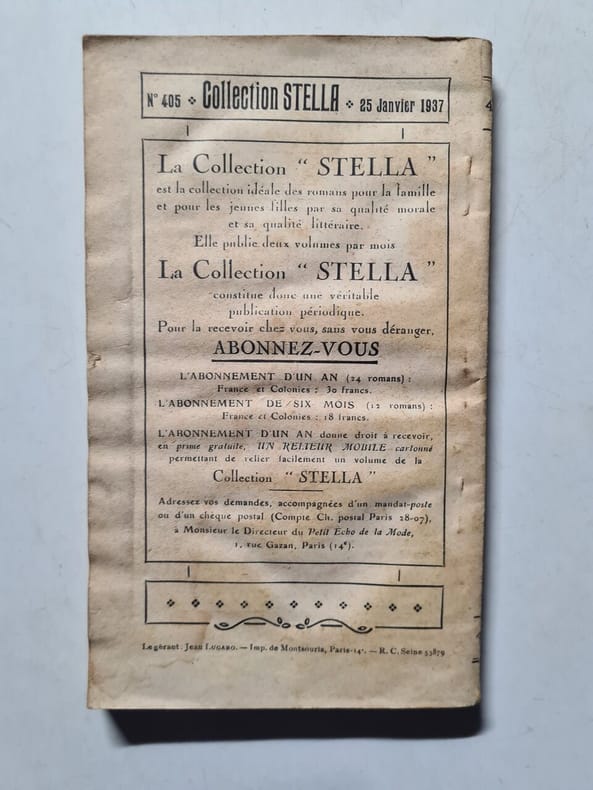 N° 405 ❖ Collection STELLA ❖ 25 Janvier 1937
La Collection “ STELLA ”
est la collection idéale des romans pour la famille
et pour les jeunes filles par sa qualité morale
et sa qualité littéraire.
Elle publie deux volumes par mois
La Collection “ STELLA ”
constitue donc une véritable
publication périodique.
Pour la recevoir chez vous, sans vous déranger,
ABONNEZ-VOUS
L'ABONNEMENT D'UN AN (24 romans) :
France et Colonies : 30 francs.
L'ABONNEMENT DE SIX MOIS (12 romans) :
France et Colonies : 18 francs.
L'ABONNEMENT D'UN AN donne droit à recevoir,
en prime gratuite, UN RELIEUR MOBILE cartonné
permettant de relier facilement un volume de la
Collection “ STELLA ”
Adressez vos demandes, accompagnées d'un mandat-poste
ou d'un chèque postal (Compte Ch. postal Paris 28-07),
à Monsieur le Directeur du Petit Écho de la Mode,
1, rue Gazan, Paris (14e).
Le gérant: Jean LUGARO. — Imp. de Montsouris, Paris-14e. — R. C. Seine 53879